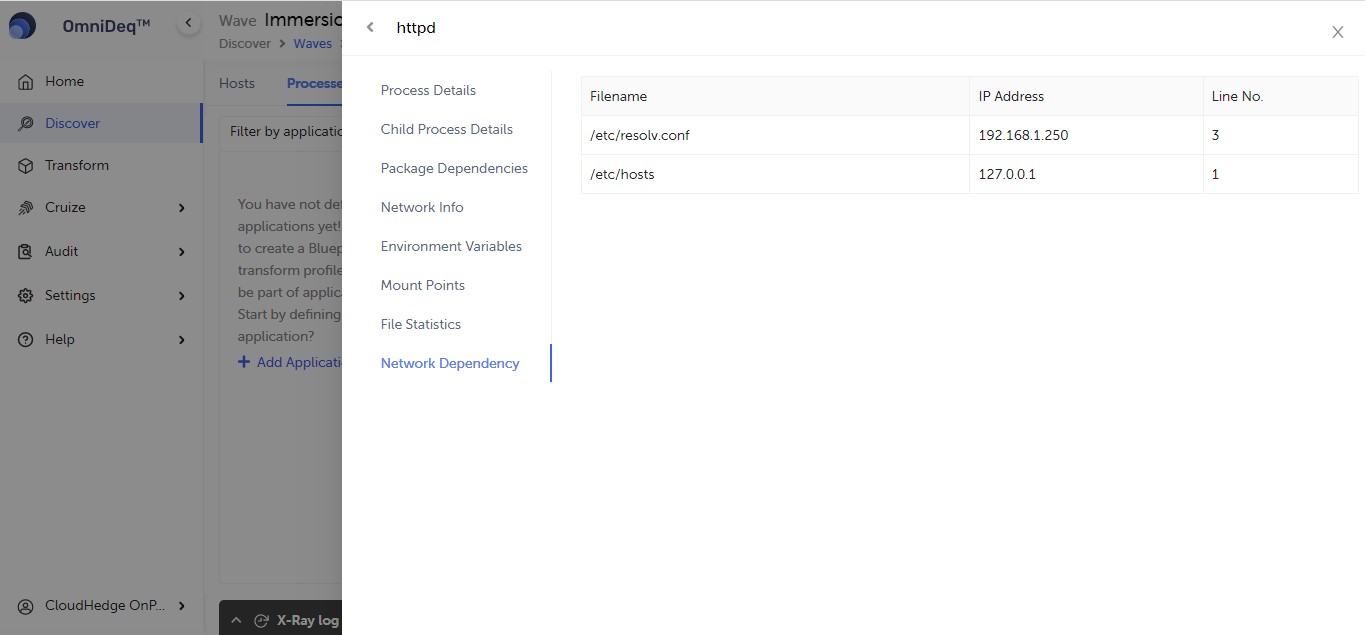 OmniDeq™
Home
Discover
Transform
Cruize
Audit
Settings
Help
CloudHedge OnP...
Wave Immersio
Discover > Waves
Hosts Processe
Filter by applicatio
You have not def
applications yet!
to create a Bluep
transform profile
be part of applica
Start by defining
application?
+ Add Applicati
X-Ray log
httpd
Process Details
Child Process Details
Package Dependencies
Network Info
Environment Variables
Mount Points
File Statistics
Network Dependency
Filename IP Address Line No.
/etc/resolv.conf 192.168.1.250 3
/etc/hosts 127.0.0.1 1